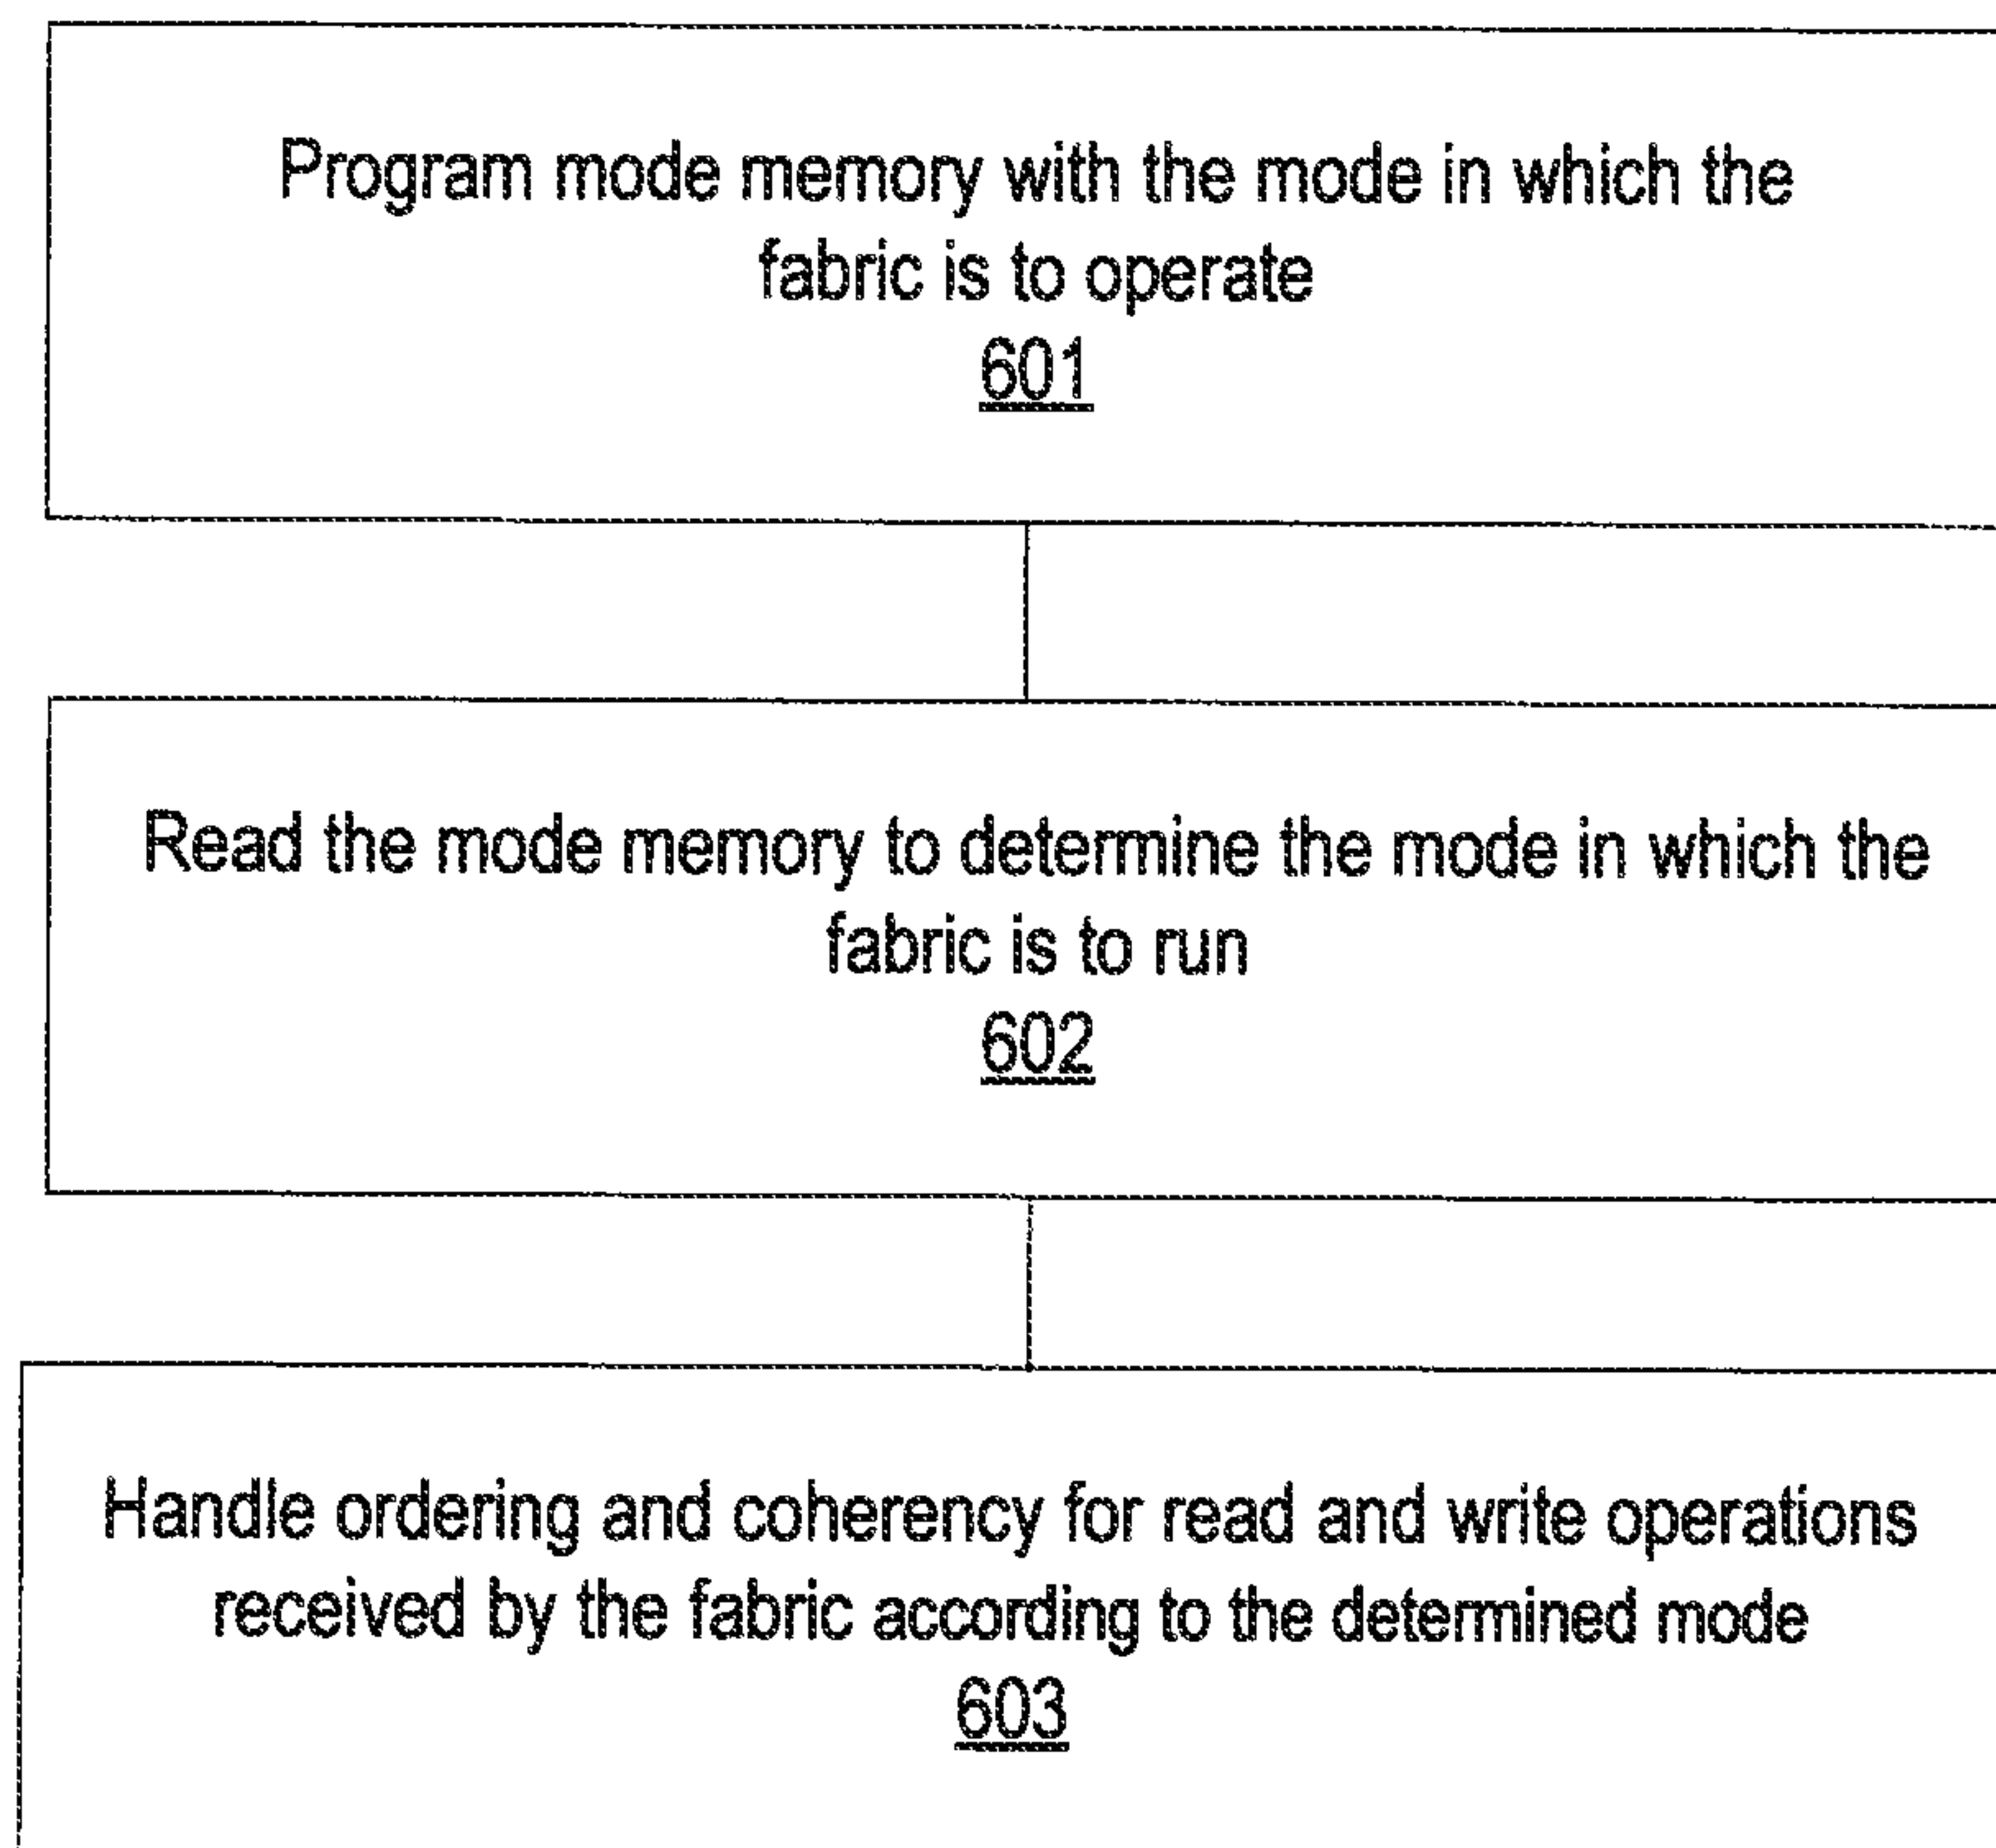 Program mode memory with the mode in which the
fabric is to operate
601
Read the mode memory to determine the mode in which the
fabric is to run
602
Handle ordering and coherency for read and write operations
received by the fabric according to the determined mode
603